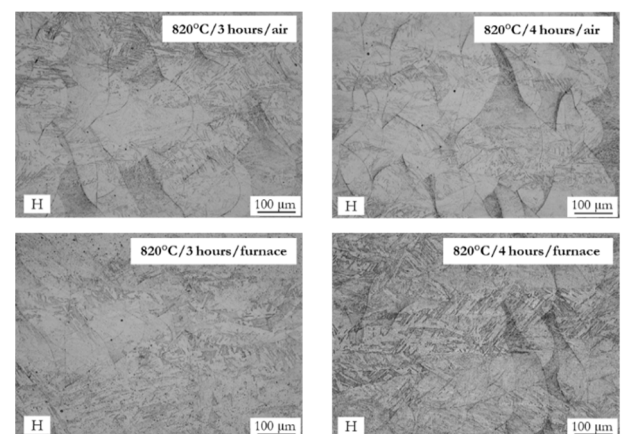 820°C/3 hours/air
820°C/4 hours/air
H
100 μm
H
100 μm
820°C/3 hours/furnace
820°C/4 hours/furnace
H
100 μm
H
100 μm